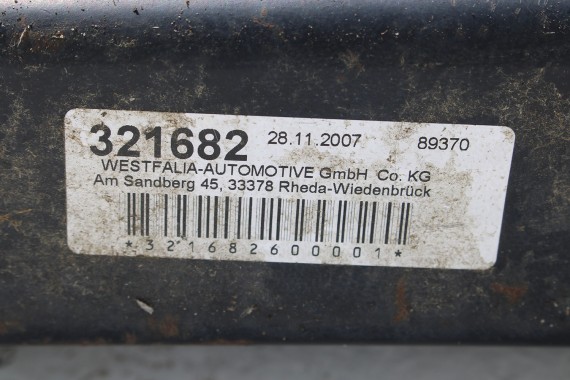 321682 28.11.2007 89370
WESTFALIA-AUTOMOTIVE GmbH Co. KG
Am Sandberg 45, 33378 Rheda-Wiedenbrück
*321682600001*